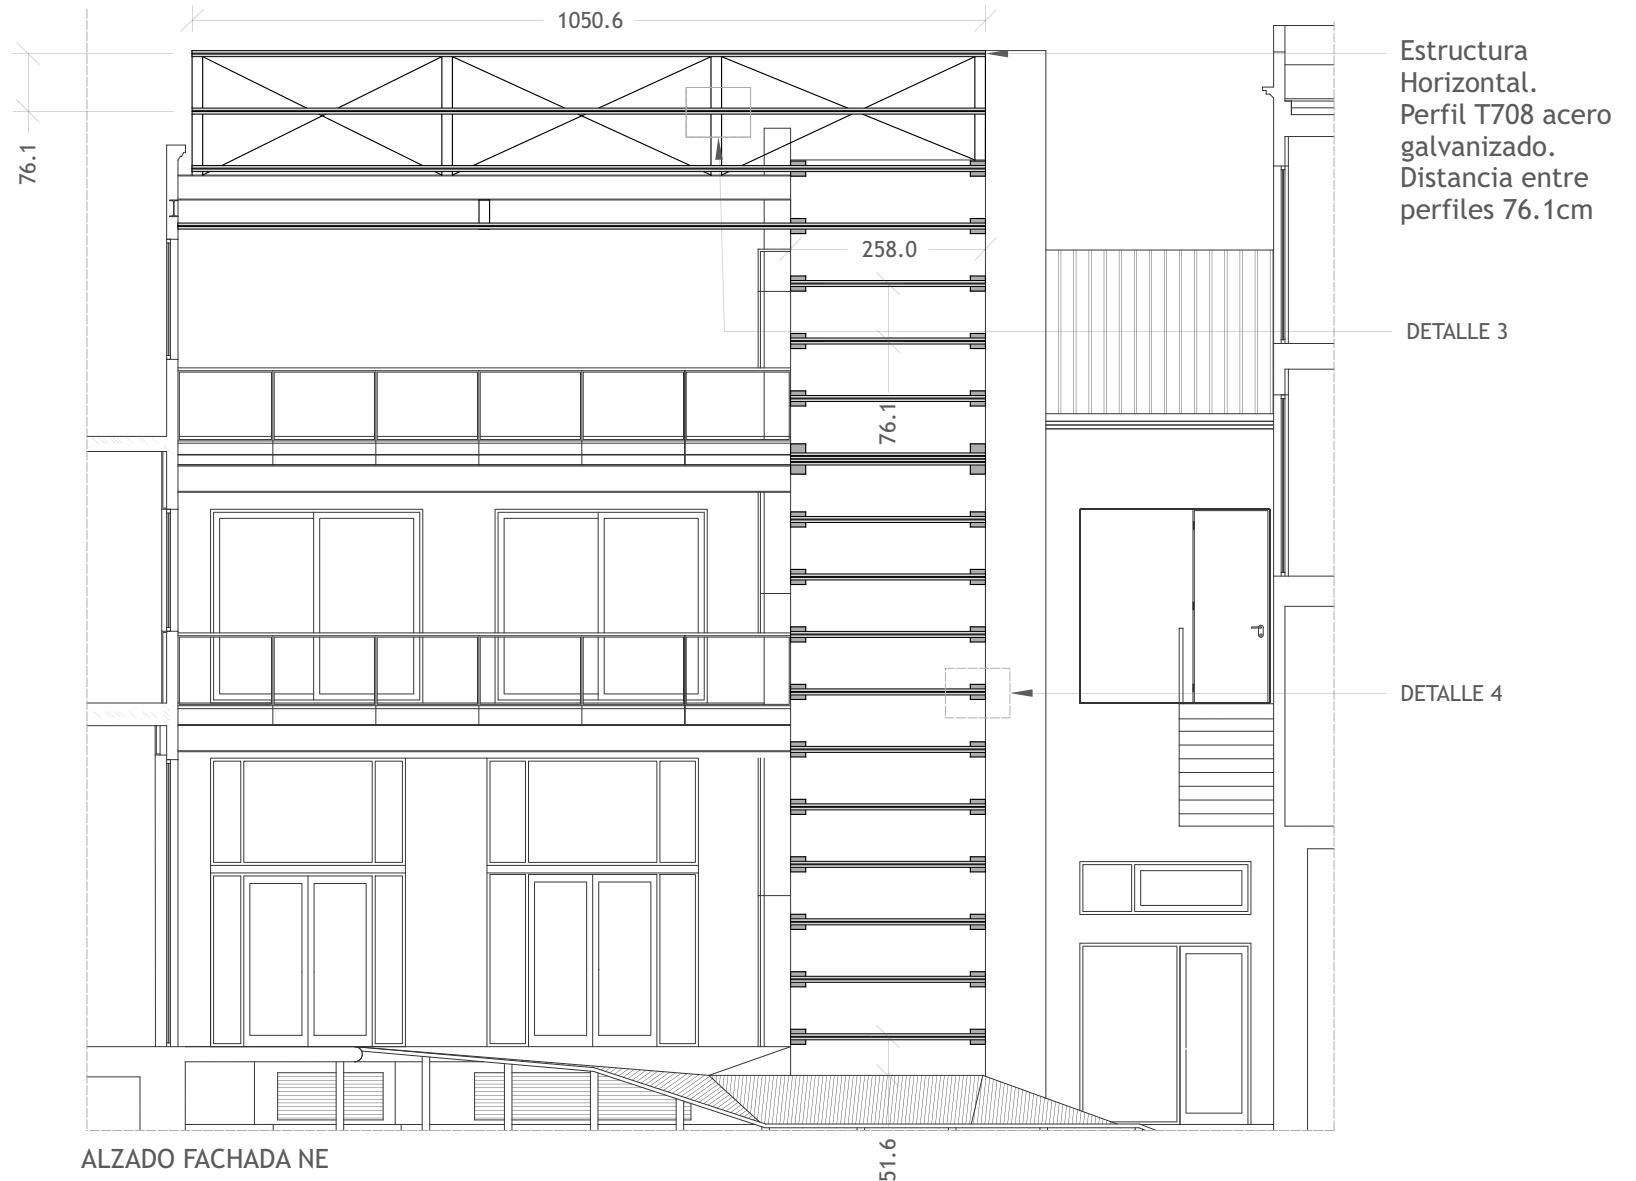 1050.6
Estructura
Horizontal.
Perfil T708 acero
galvanizado.
Distancia entre
perfiles 76.1cm
76.1
258.0
DETALLE 3
76.1
DETALLE 4
51.6
ALZADO FACHADA NE